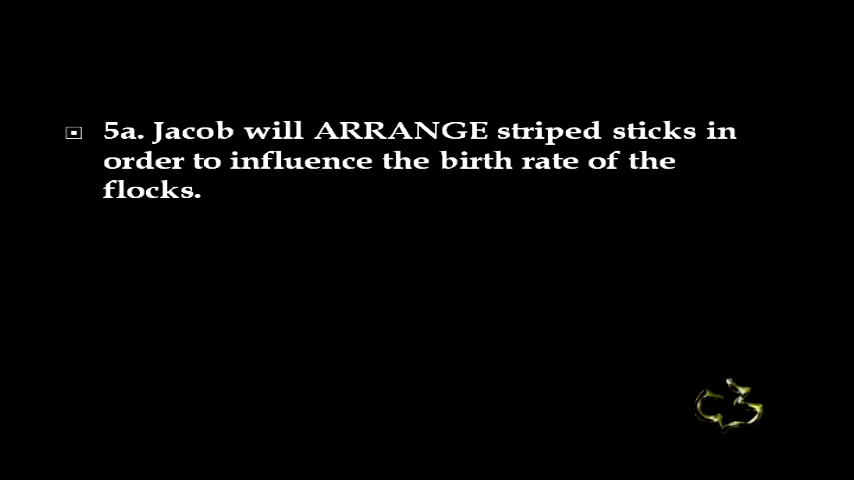 5a. Jacob will ARRANGE striped sticks in
order to influence the birth rate of the
flocks.